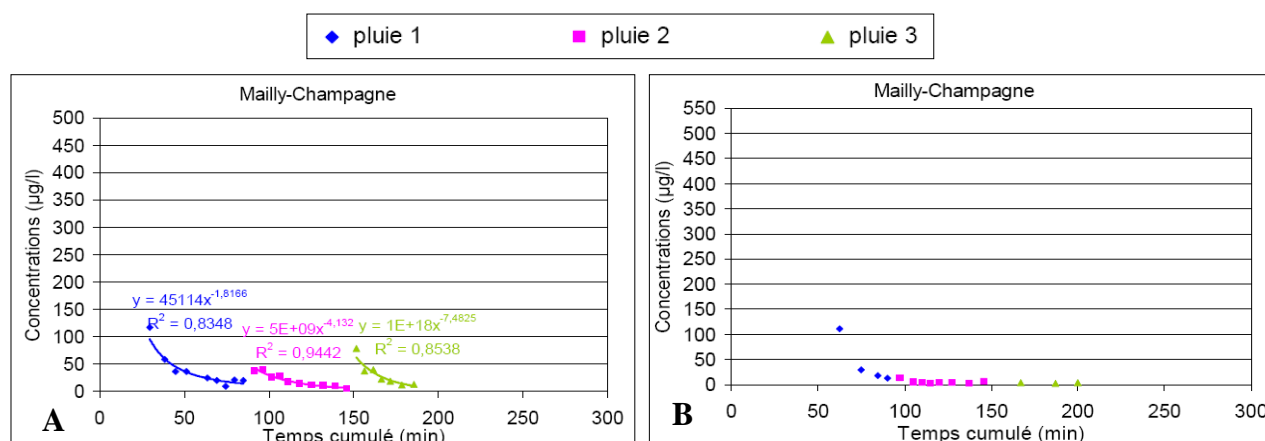 pluie 1 pluie 2 pluie 3
Mailly-Champagne
Concentrations (µg/l)
500
450
400
350
300
250
200
150
100
50
0
y = 45114x^-1,8166
R² = 0,8348
y = 5E+09x^-4,132
R² = 0,9442
y = 1E+18x^-7,4825
R² = 0,8538
0 50 100 150 200 250 300
Temps cumulé (min)
A
Mailly-Champagne
Concentrations (µg/l)
550
500
450
400
350
300
250
200
150
100
50
0
0 50 100 150 200 250 300
Temps cumulé (min)
B